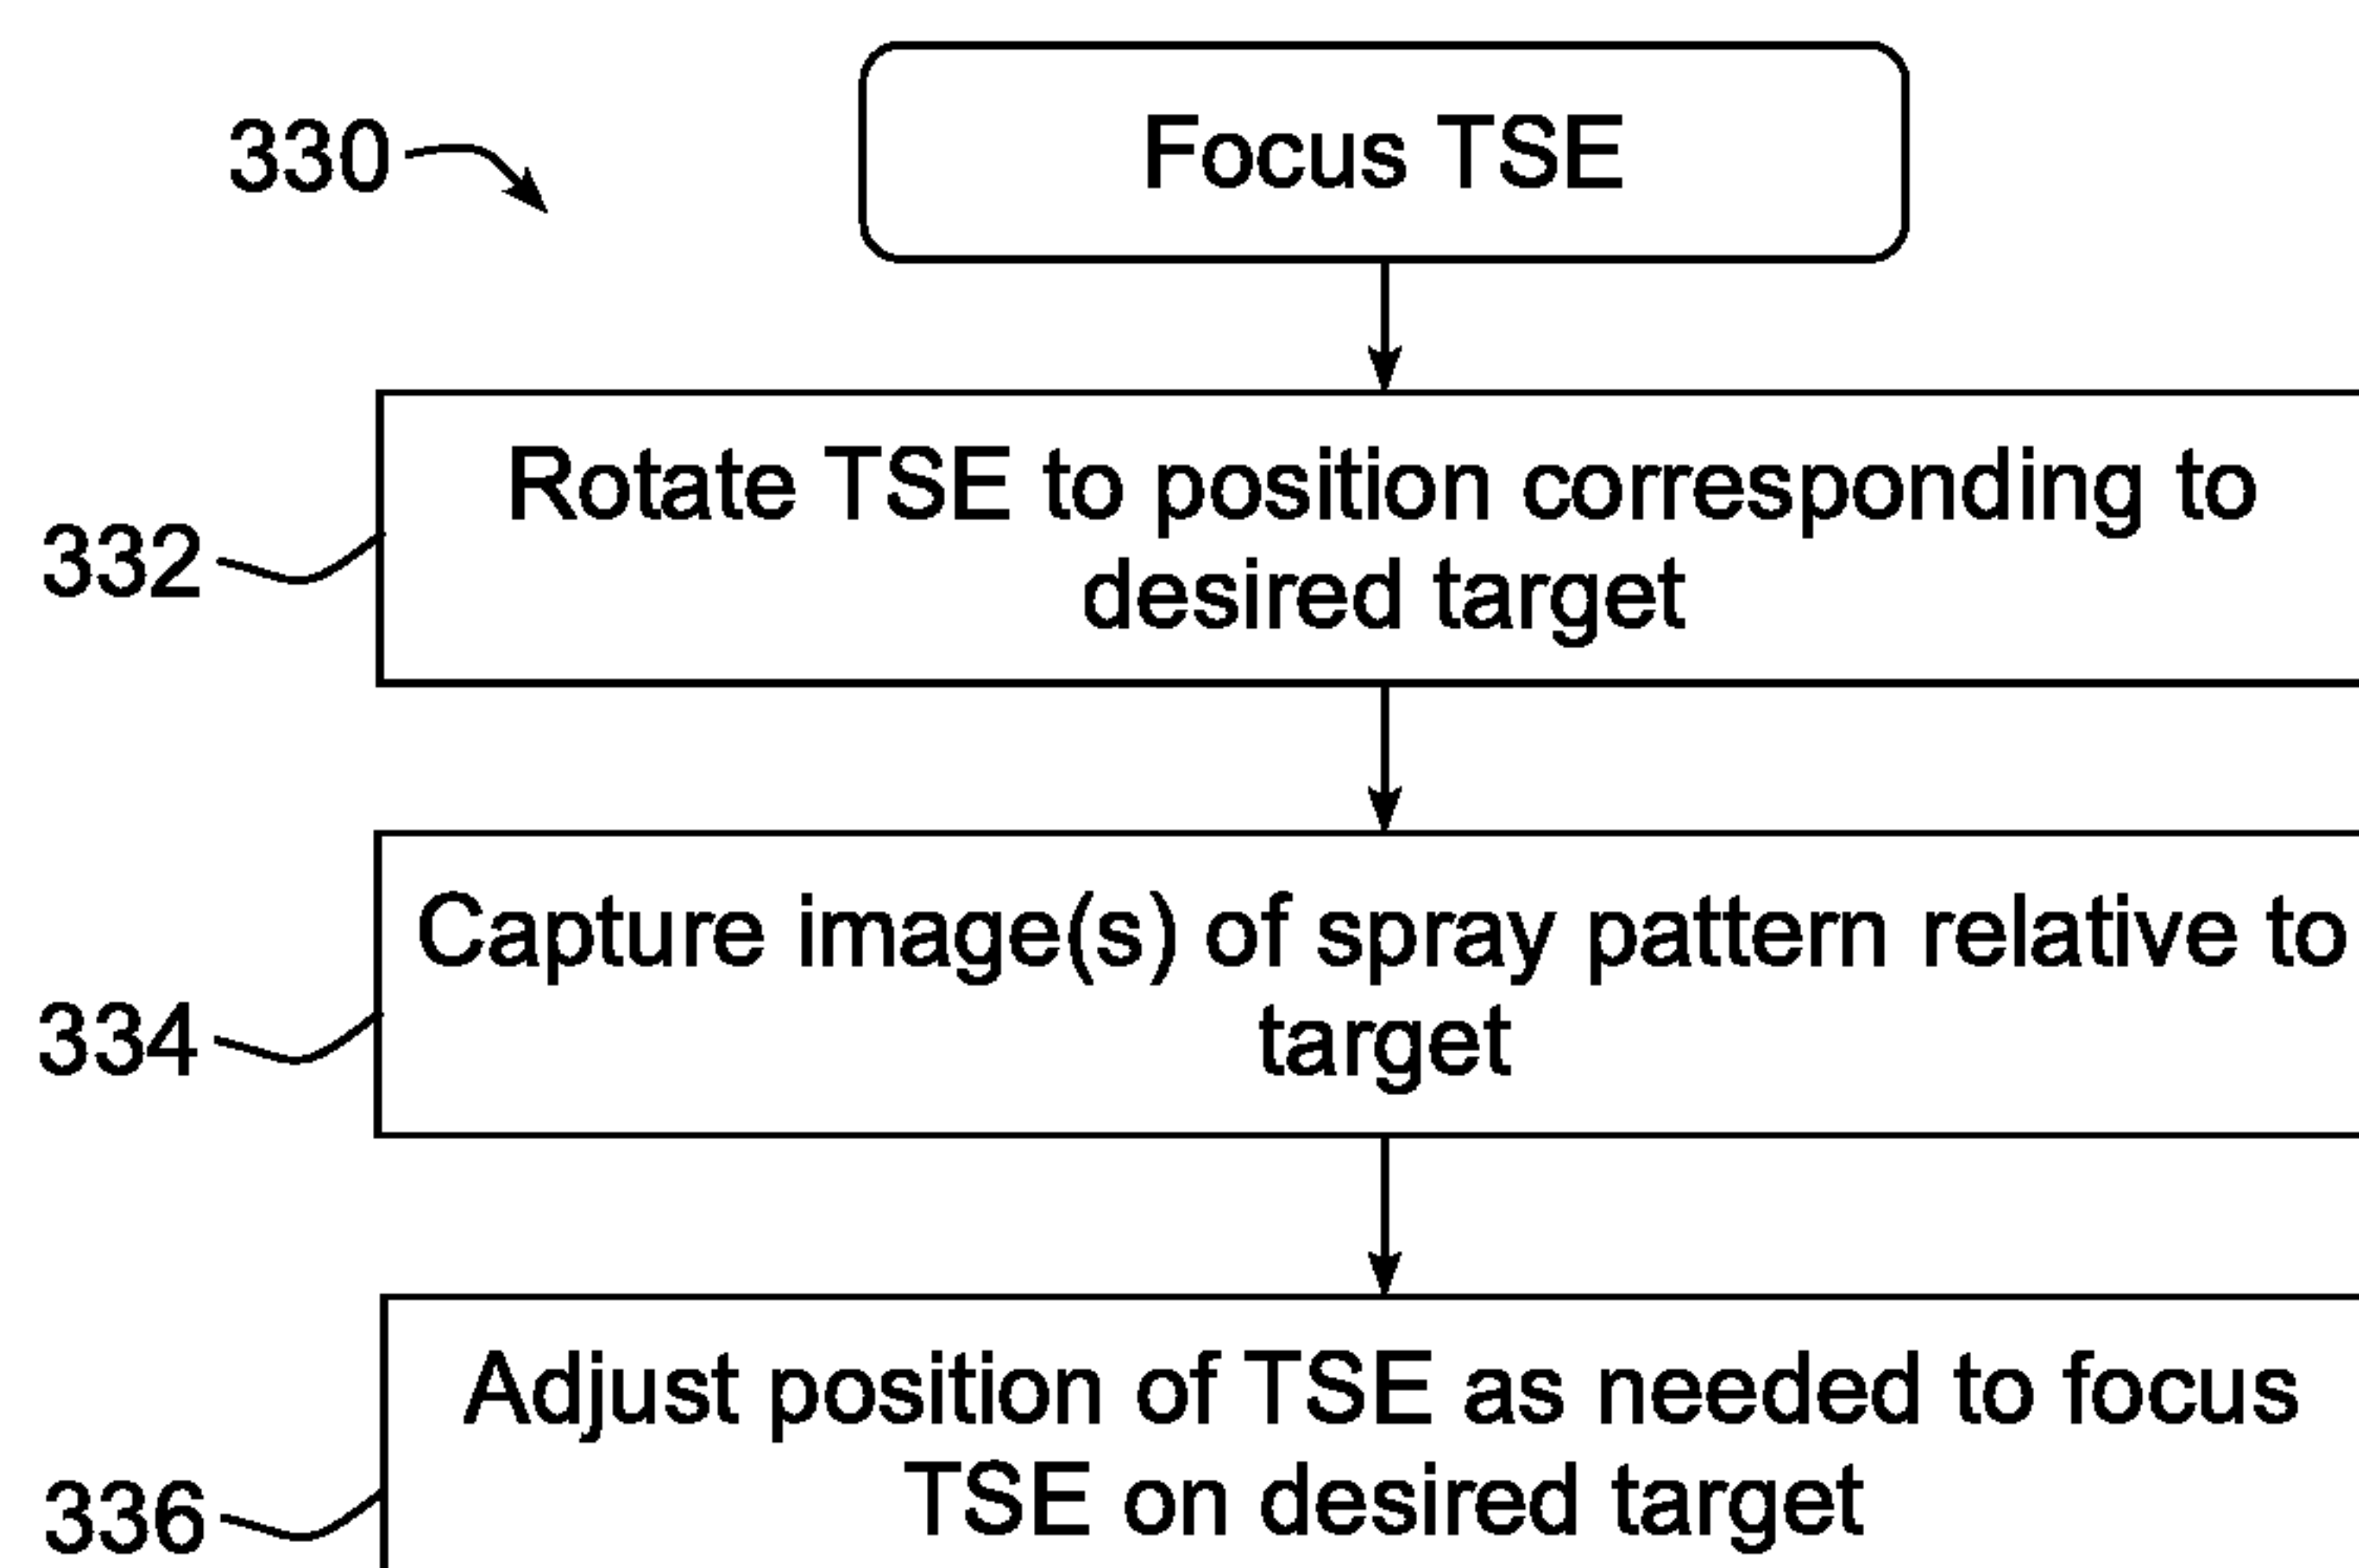 330
Focus TSE
Rotate TSE to position corresponding to
desired target
332
Capture image(s) of spray pattern relative to
target
334
Adjust position of TSE as needed to focus
TSE on desired target
336